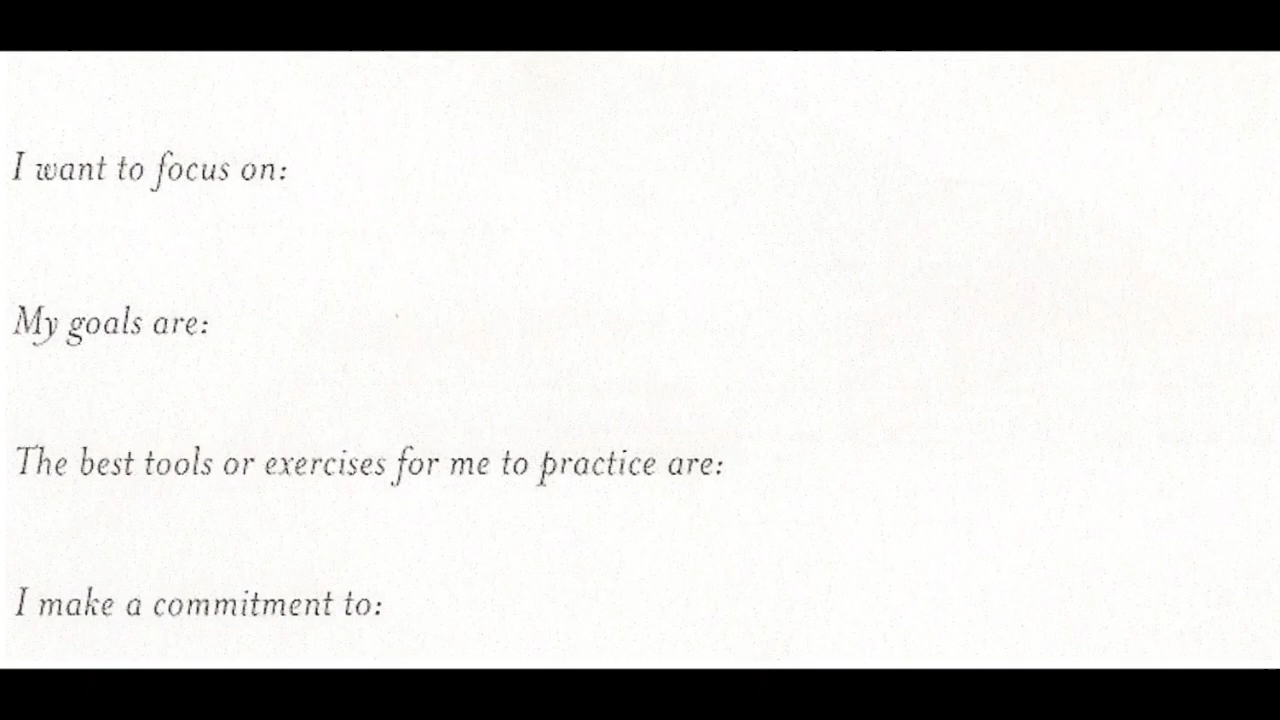 I want to focus on:
My goals are:
The best tools or exercises for me to practice are:
I make a commitment to: